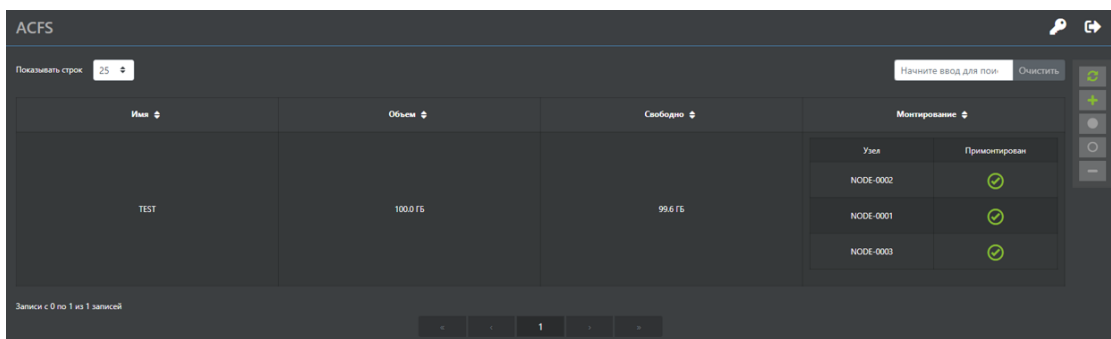 ACFS
Показывать строк 25 Начните ввод для пои Очистить
Имя Объем Свободно Монтирование
Узел Примонтирован
NODE-0002
TEST 100.0 ГБ 99.6 ГБ NODE-0001
NODE-0003
Записи с 0 по 1 из 1 записей
« ‹ 1 › »